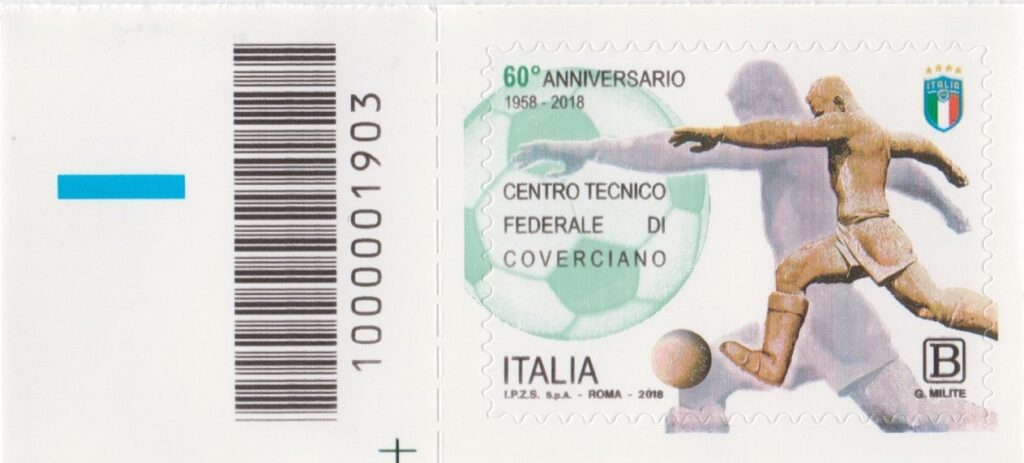 1000001903
60° ANNIVERSARIO
1958 - 2018
ITALIA
CENTRO TECNICO
FEDERALE DI
COVERCIANO
ITALIA
I.P.Z.S. S.p.A. - ROMA - 2018
B
G. MILITE